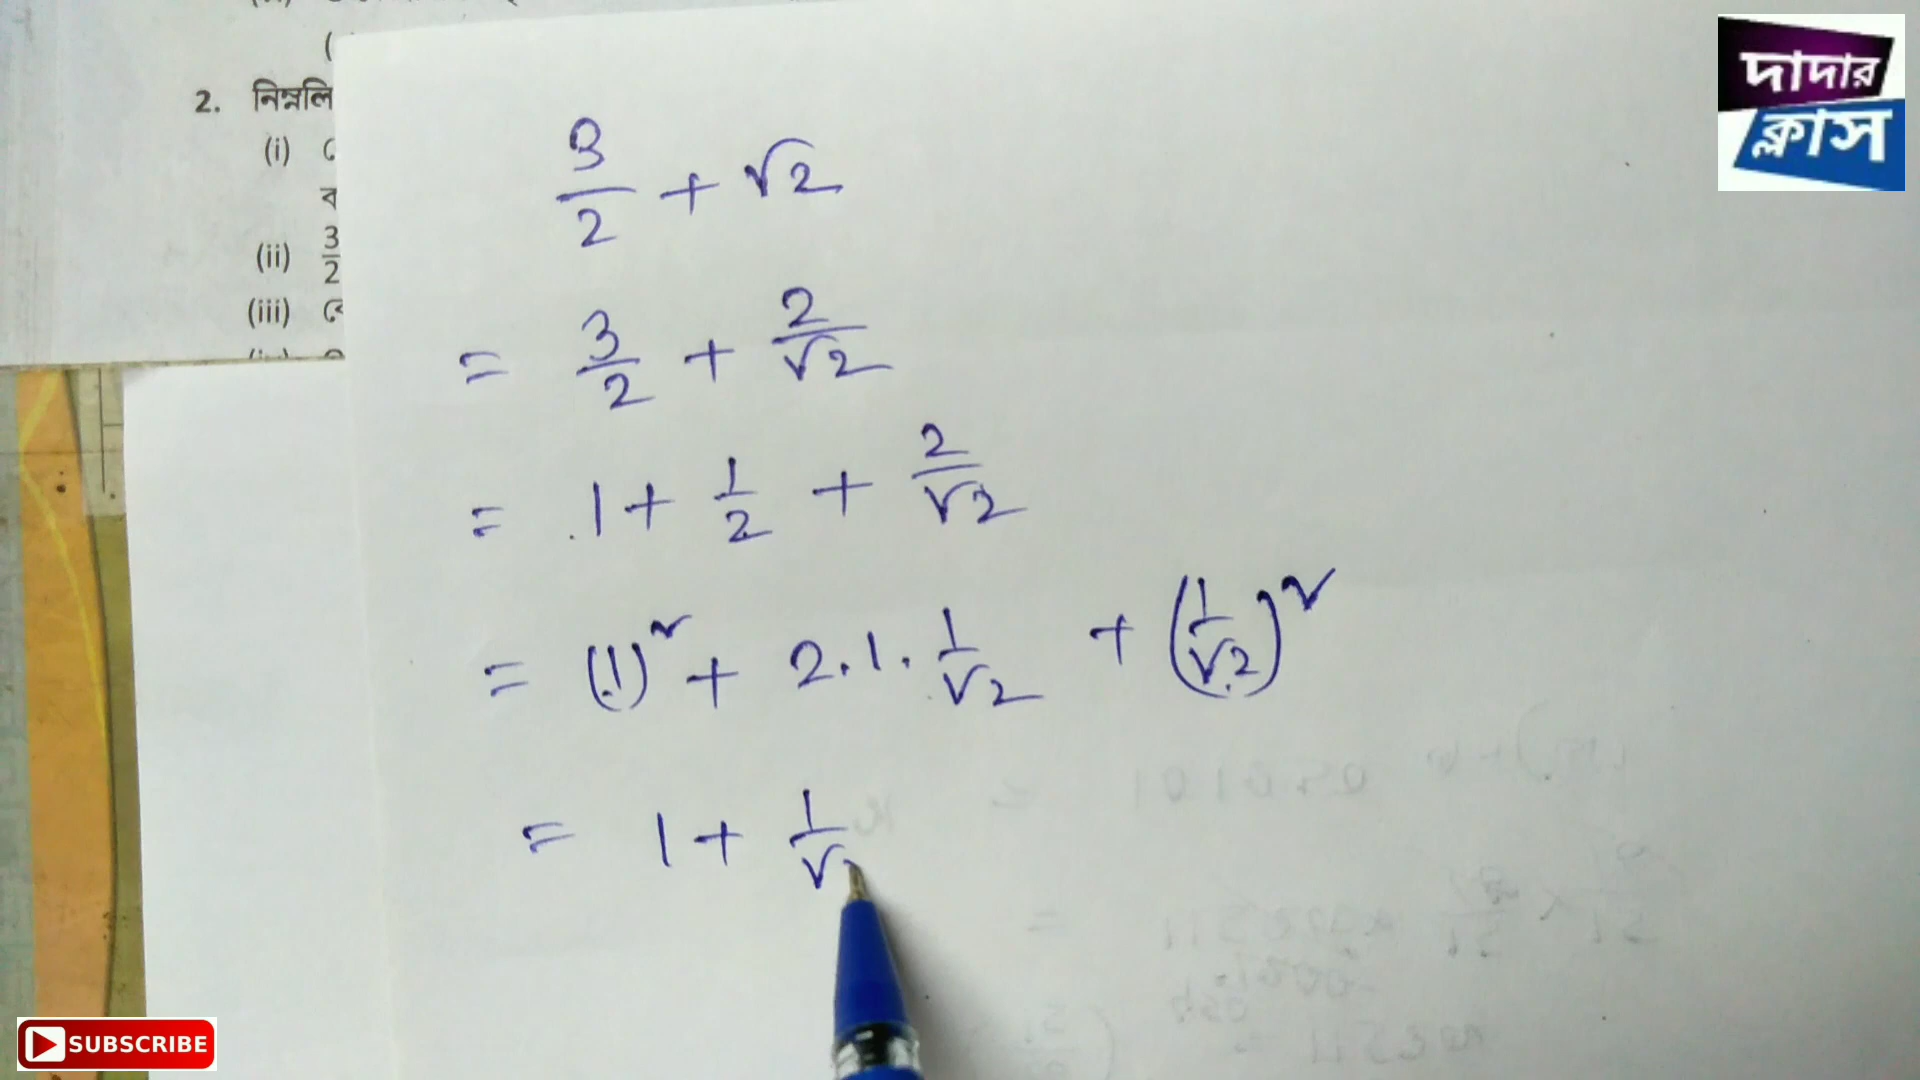 2. নিম্নলি
(i)
ব
(ii) 3/2
(iii)
দাদার
ক্লাস
3/2 + √2
= 3/2 + 2/√2
= 1 + 1/2 + 2/√2
= (1)² + 2.1.1/√2 + (1/√2)²
= 1 + 1/√
SUBSCRIBE